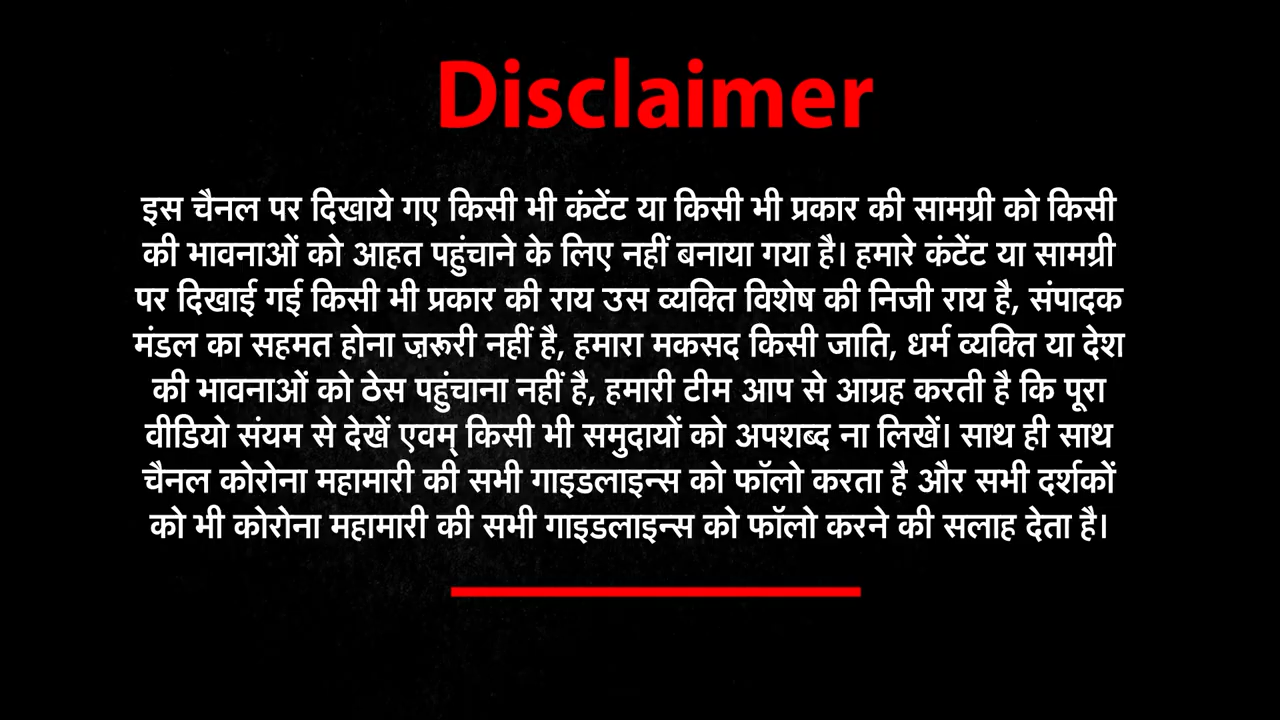 Disclaimer
इस चैनल पर दिखाये गए किसी भी कंटेंट या किसी भी प्रकार की सामग्री को किसी
की भावनाओं को आहत पहुंचाने के लिए नहीं बनाया गया है। हमारे कंटेंट या सामग्री
पर दिखाई गई किसी भी प्रकार की राय उस व्यक्ति विशेष की निजी राय है, संपादक
मंडल का सहमत होना ज़रूरी नहीं है, हमारा मकसद किसी जाति, धर्म व्यक्ति या देश
की भावनाओं को ठेस पहुंचाना नहीं है, हमारी टीम आप से आग्रह करती है कि पूरा
वीडियो संयम से देखें एवम् किसी भी समुदायों को अपशब्द ना लिखें। साथ ही साथ
चैनल कोरोना महामारी की सभी गाइडलाइन्स को फॉलो करता है और सभी दर्शकों
को भी कोरोना महामारी की सभी गाइडलाइन्स को फॉलो करने की सलाह देता है।